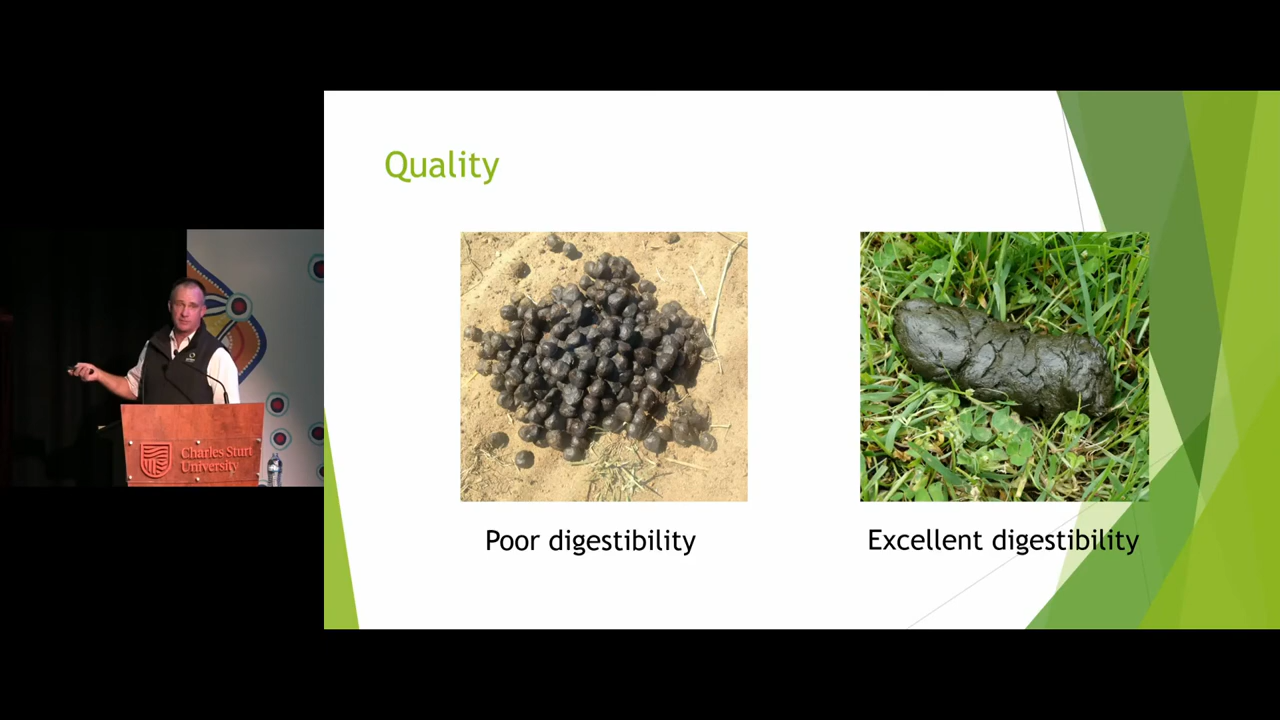 Quality
Poor digestibility
Excellent digestibility
Charles Sturt
University